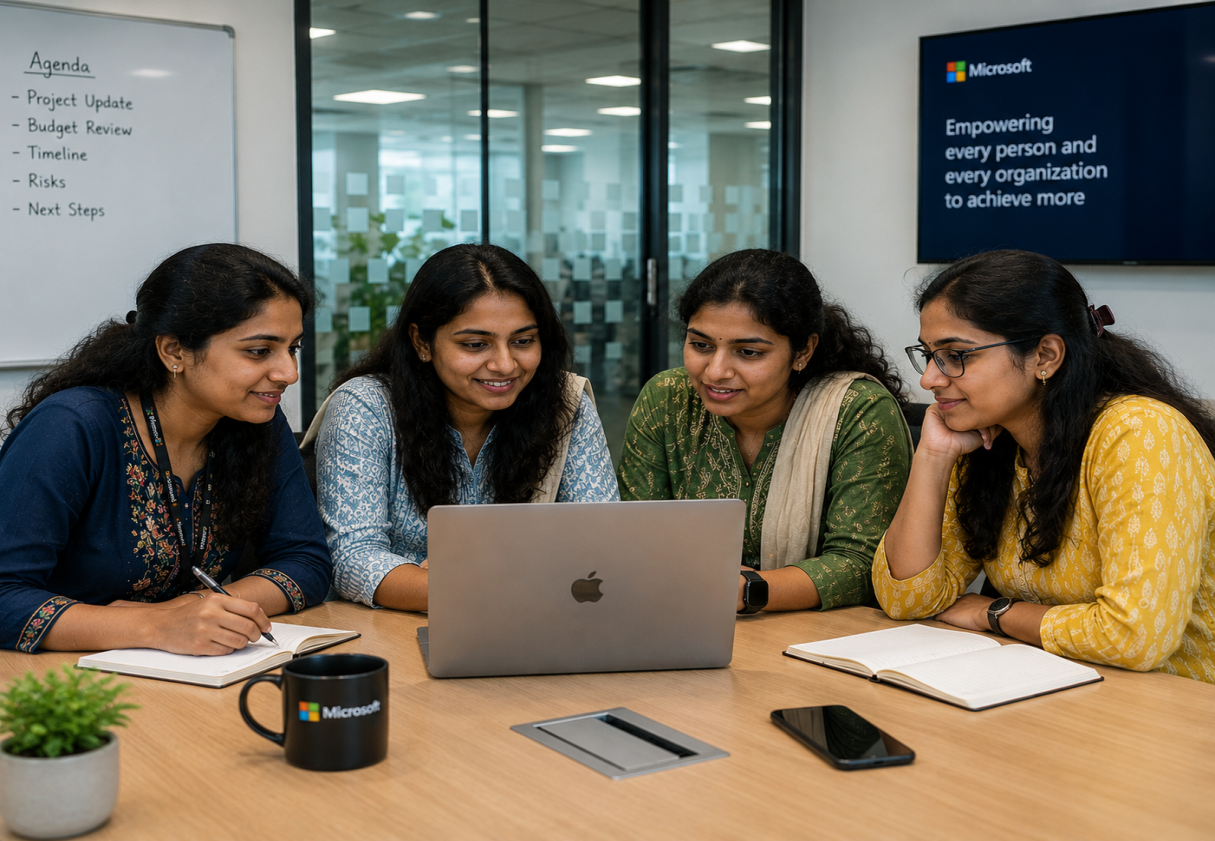 Agenda
- Project Update
- Budget Review
- Timeline
- Risks
- Next Steps
Microsoft
Empowering
every person and
every organization
to achieve more
Microsoft